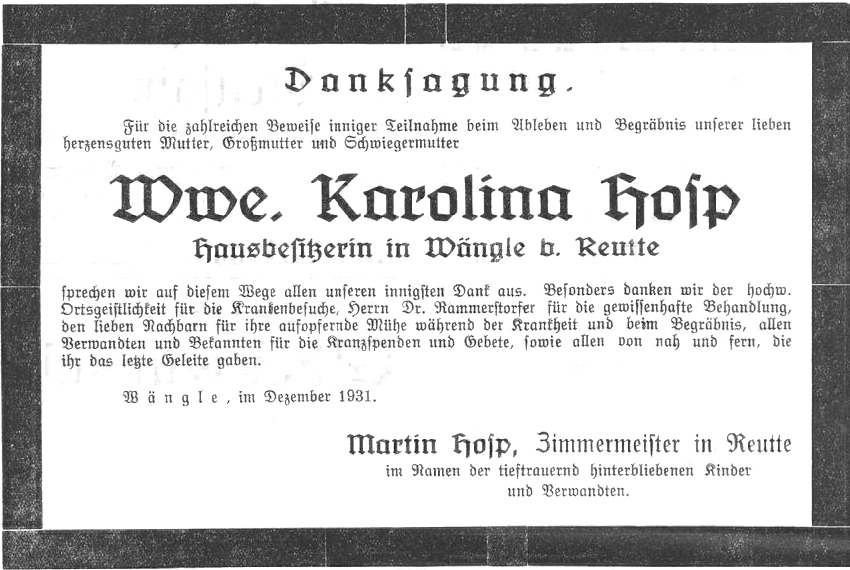 Danksagung.
Für die zahlreichen Beweise inniger Teilnahme beim Ableben und Begräbnis unserer lieben
herzensguten Mutter, Großmutter und Schwiegermutter
Wwe. Karolina Hosp
Hausbesitzerin in Wängle b. Reutte
sprechen wir auf diesem Wege allen unseren innigsten Dank aus. Besonders danken wir der hochw.
Ortsgeistlichkeit für die Krankenbesuche, Herrn Dr. Rammerstorfer für die gewissenhafte Behandlung,
den lieben Nachbarn für ihre aufopfernde Mühe während der Krankheit und beim Begräbnis, allen
Verwandten und Bekannten für die Kranzspenden und Gebete, sowie allen von nah und fern, die
ihr das letzte Geleite gaben.
Wängle, im Dezember 1931.
Martin Hosp, Zimmermeister in Reutte
im Namen der tieftrauernd hinterbliebenen Kinder
und Verwandten.